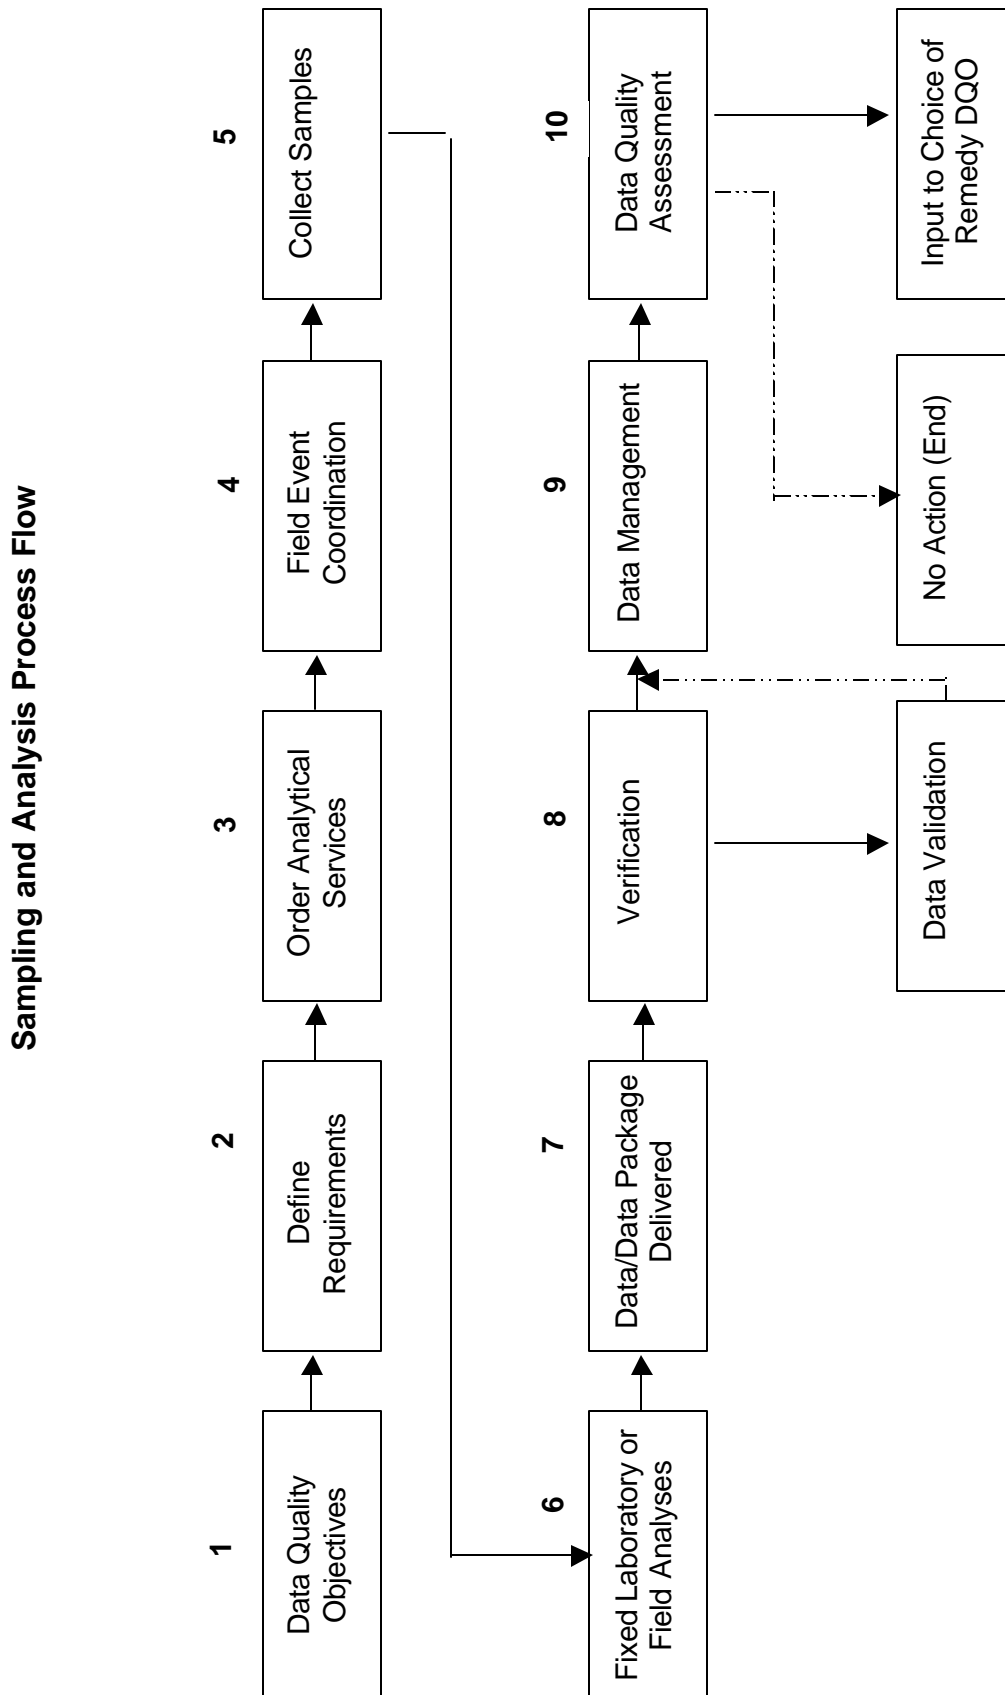 Sampling and Analysis Process Flow
1
Data Quality
Objectives
2
Define
Requirements
3
Order Analytical
Services
4
Field Event
Coordination
5
Collect Samples
6
Fixed Laboratory or
Field Analyses
7
Data/Data Package
Delivered
8
Verification
9
Data Management
10
Data Quality
Assessment
Data Validation
No Action (End)
Input to Choice of
Remedy DQO